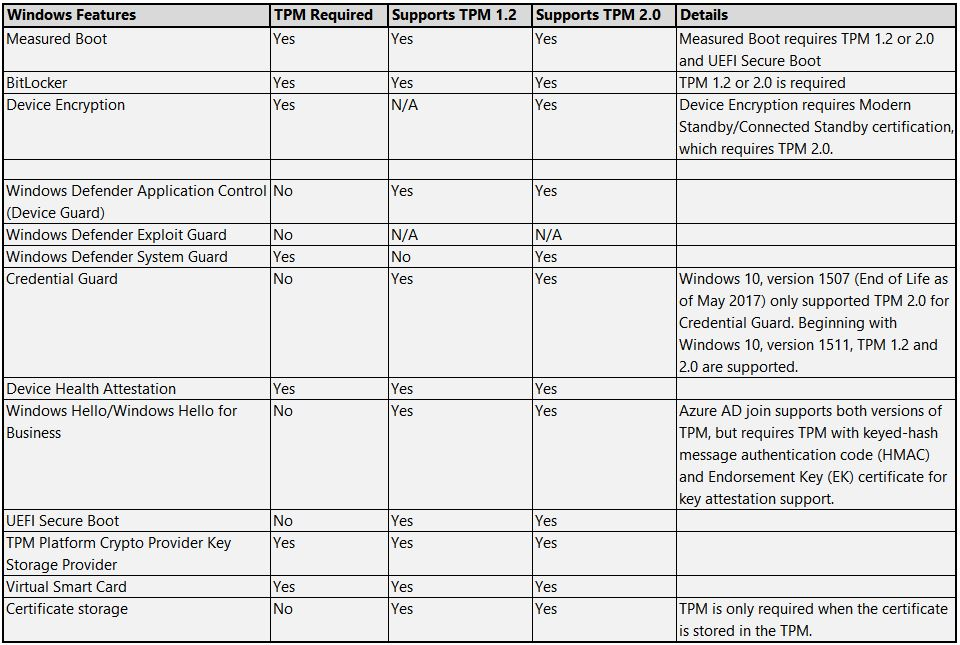 Windows Features TPM Required Supports TPM 1.2 Supports TPM 2.0 Details
Measured Boot Yes Yes Yes Measured Boot requires TPM 1.2 or 2.0
and UEFI Secure Boot
BitLocker Yes Yes Yes TPM 1.2 or 2.0 is required
Device Encryption Yes N/A Yes Device Encryption requires Modern
Standby/Connected Standby certification,
which requires TPM 2.0.
Windows Defender Application Control No Yes Yes
(Device Guard)
Windows Defender Exploit Guard No N/A N/A
Windows Defender System Guard Yes No Yes
Credential Guard No Yes Yes Windows 10, version 1507 (End of Life as
of May 2017) only supported TPM 2.0 for
Credential Guard. Beginning with
Windows 10, version 1511, TPM 1.2 and
2.0 are supported.
Device Health Attestation Yes Yes Yes
Windows Hello/Windows Hello for No Yes Yes Azure AD join supports both versions of
Business TPM, but requires TPM with keyed-hash
message authentication code (HMAC)
and Endorsement Key (EK) certificate for
key attestation support.
UEFI Secure Boot No Yes Yes
TPM Platform Crypto Provider Key Yes Yes Yes
Storage Provider
Virtual Smart Card Yes Yes Yes
Certificate storage No Yes Yes TPM is only required when the certificate
is stored in the TPM.